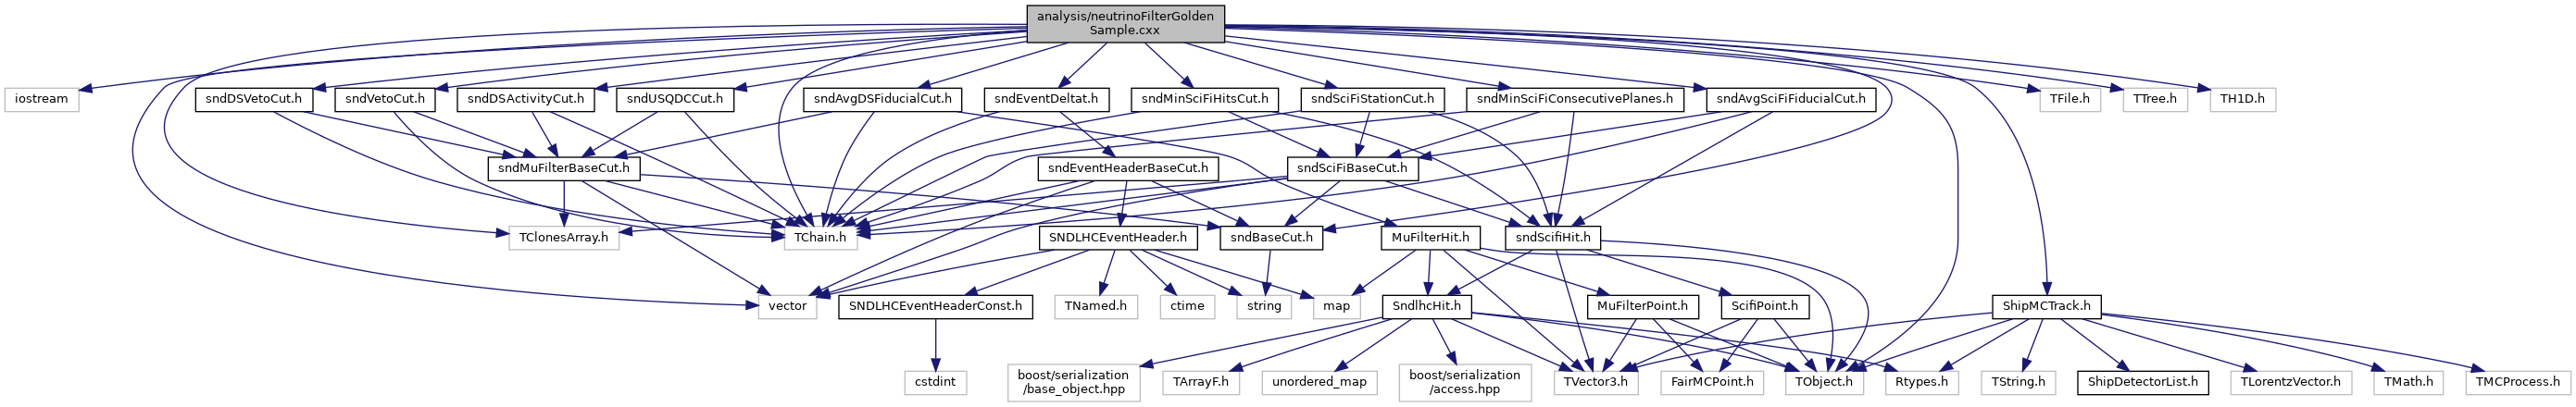 analysis/neutrinoFilterGolden
Sample.cxx
iostream
sndDSVetoCut.h
sndVetoCut.h
sndDSActivityCut.h
sndUSQDCCut.h
sndAvgDSFiducialCut.h
sndEventDeltat.h
sndMinSciFiHitsCut.h
sndSciFiStationCut.h
sndMinSciFiConsecutivePlanes.h
sndAvgSciFiFiducialCut.h
TFile.h
TTree.h
TH1D.h
sndMuFilterBaseCut.h
sndEventHeaderBaseCut.h
sndSciFiBaseCut.h
TClonesArray.h
TChain.h
SNDLHCEventHeader.h
sndBaseCut.h
MuFilterHit.h
sndScifiHit.h
vector
SNDLHCEventHeaderConst.h
TNamed.h
ctime
string
map
SndlhcHit.h
MuFilterPoint.h
ScifiPoint.h
ShipMCTrack.h
cstdint
boost/serialization
/base_object.hpp
TArrayF.h
unordered_map
boost/serialization
/access.hpp
TVector3.h
FairMCPoint.h
TObject.h
Rtypes.h
TString.h
ShipDetectorList.h
TLorentzVector.h
TMath.h
TMCProcess.h